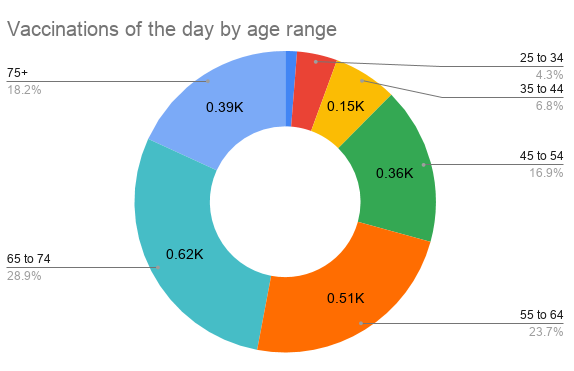 Vaccinations of the day by age range
25 to 34
4.3%
35 to 44
6.8%
45 to 54
16.9%
55 to 64
23.7%
65 to 74
28.9%
75+
18.2%
0.15K
0.36K
0.51K
0.62K
0.39K